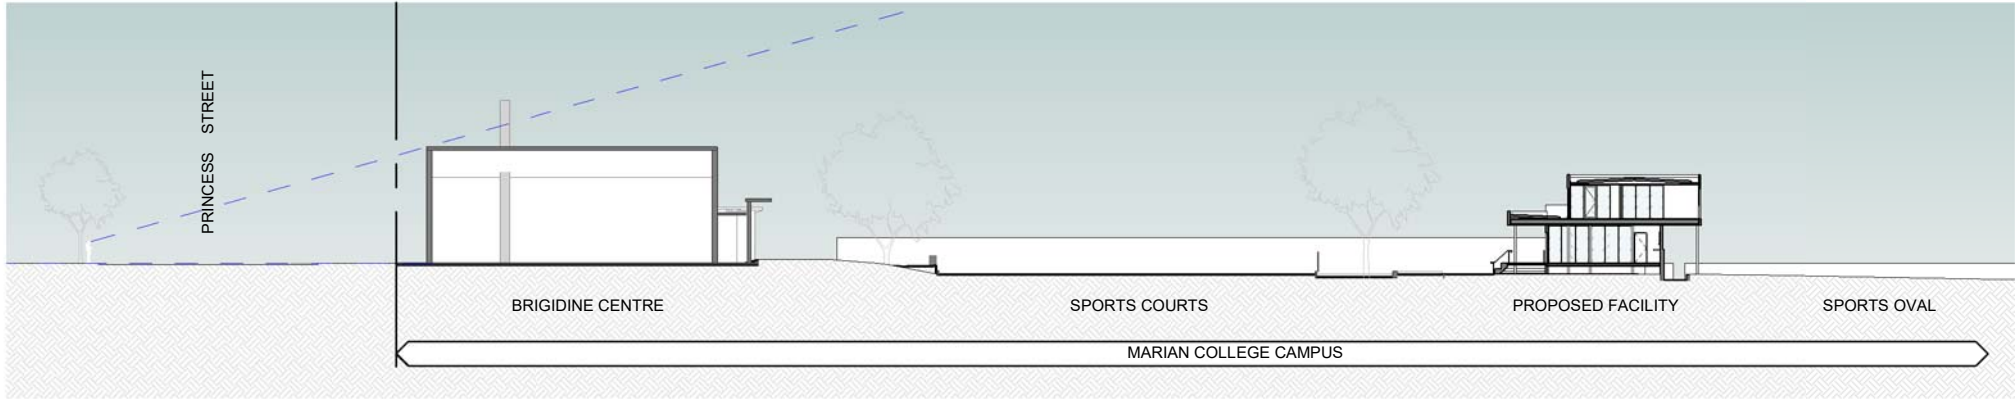 PRINCESS STREET
BRIGIDINE CENTRE
SPORTS COURTS
PROPOSED FACILITY
SPORTS OVAL
MARIAN COLLEGE CAMPUS